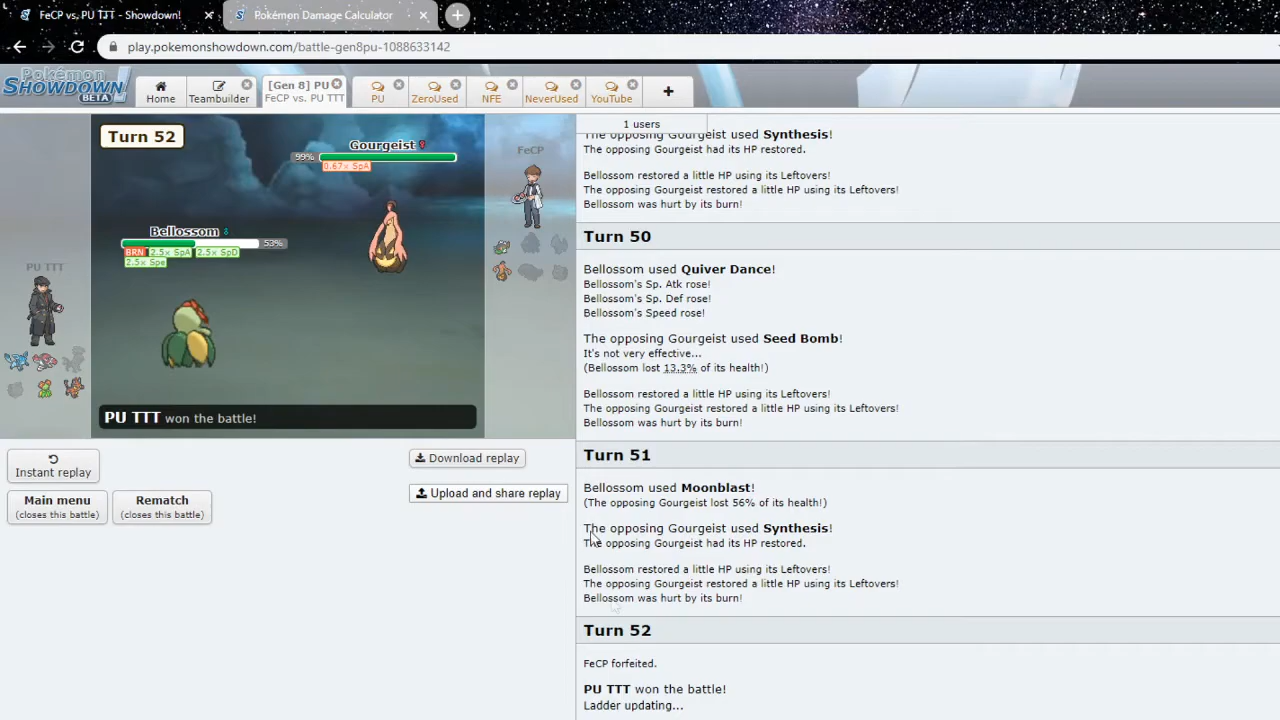 FeCP vs. PU TTT - Showdown!
Pokémon Damage Calculator
play.pokemonshowdown.com/battle-gen8pu-1088633142
Pokémon
SHOWDOWN!
BETA
Home
Teambuilder
[Gen 8] PU
FeCP vs. PU TTT
PU
ZeroUsed
NFE
NeverUsed
YouTube
Turn 52
Gourgeist
99%
0.67× SpA
FeCP
Bellossom
53%
BRN 2.5× SpA 2.5× SpD
2.5× Spe
PU TTT
PU TTT won the battle!
Instant replay
Download replay
Upload and share replay
Main menu
(closes this battle)
Rematch
(closes this battle)
1 users
The opposing Gourgeist used Synthesis!
The opposing Gourgeist had its HP restored.
Bellossom restored a little HP using its Leftovers!
The opposing Gourgeist restored a little HP using its Leftovers!
Bellossom was hurt by its burn!
Turn 50
Bellossom used Quiver Dance!
Bellossom's Sp. Atk rose!
Bellossom's Sp. Def rose!
Bellossom's Speed rose!
The opposing Gourgeist used Seed Bomb!
It's not very effective...
(Bellossom lost 13.3% of its health!)
Bellossom restored a little HP using its Leftovers!
The opposing Gourgeist restored a little HP using its Leftovers!
Bellossom was hurt by its burn!
Turn 51
Bellossom used Moonblast!
(The opposing Gourgeist lost 56% of its health!)
The opposing Gourgeist used Synthesis!
The opposing Gourgeist had its HP restored.
Bellossom restored a little HP using its Leftovers!
The opposing Gourgeist restored a little HP using its Leftovers!
Bellossom was hurt by its burn!
Turn 52
FeCP forfeited.
PU TTT won the battle!
Ladder updating...